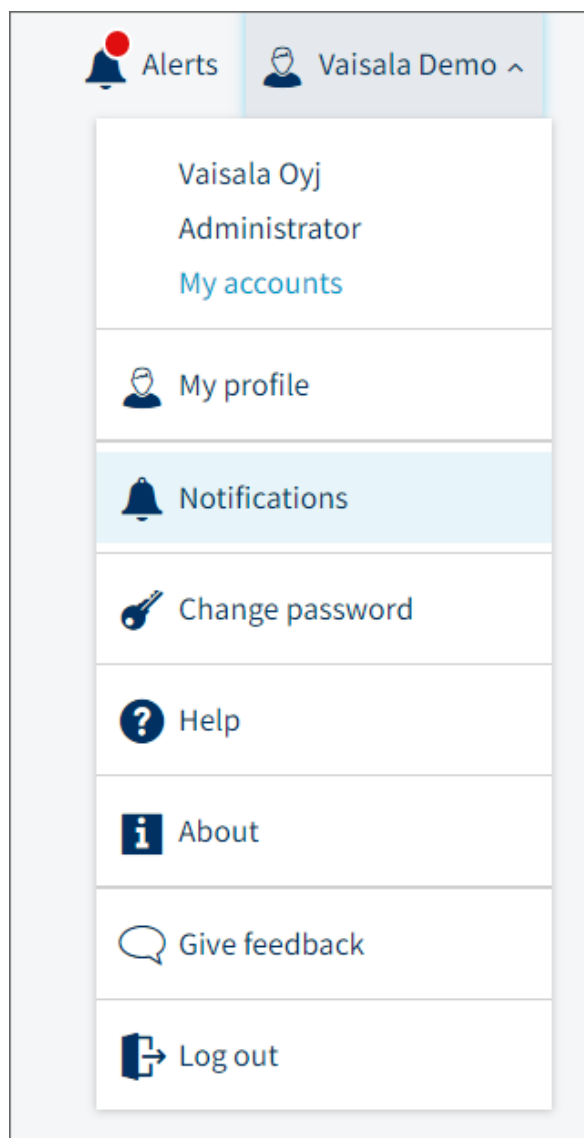 Alerts Vaisala Demo
Vaisala Oyj
Administrator
My accounts
My profile
Notifications
Change password
Help
About
Give feedback
Log out